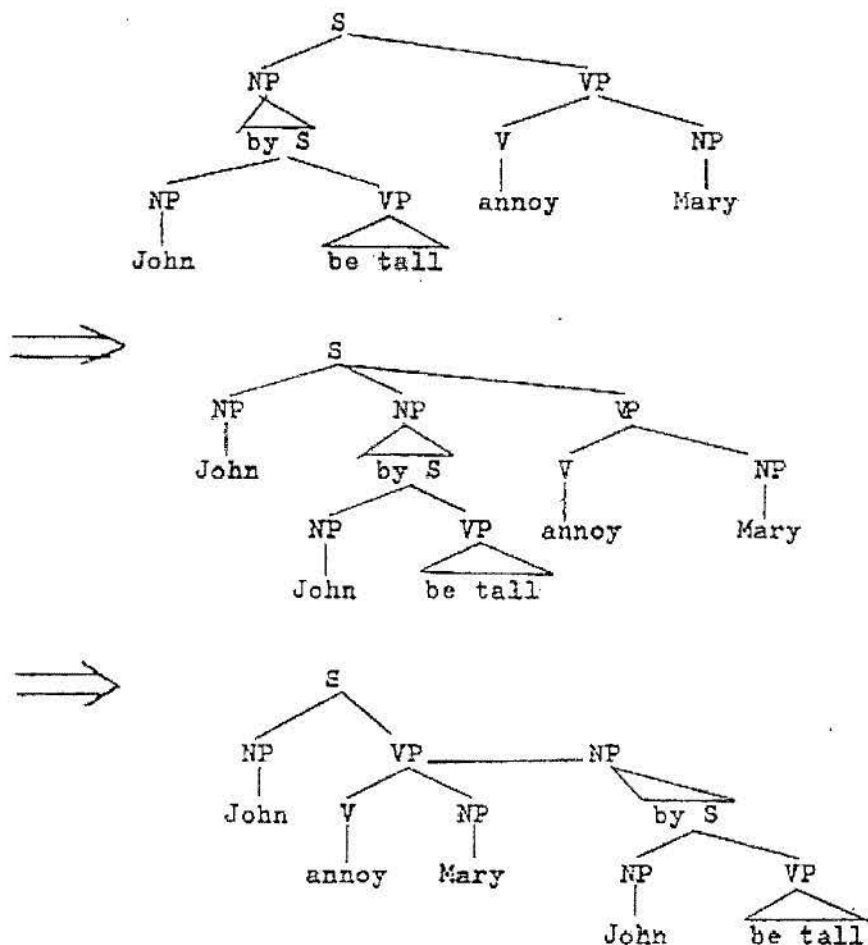 S
NP VP
by S V NP
NP VP annoy Mary
John be tall
S
NP NP VP
John by S V NP
NP VP annoy Mary
John be tall
S
NP VP NP
John V NP by S
annoy Mary NP VP
John be tall